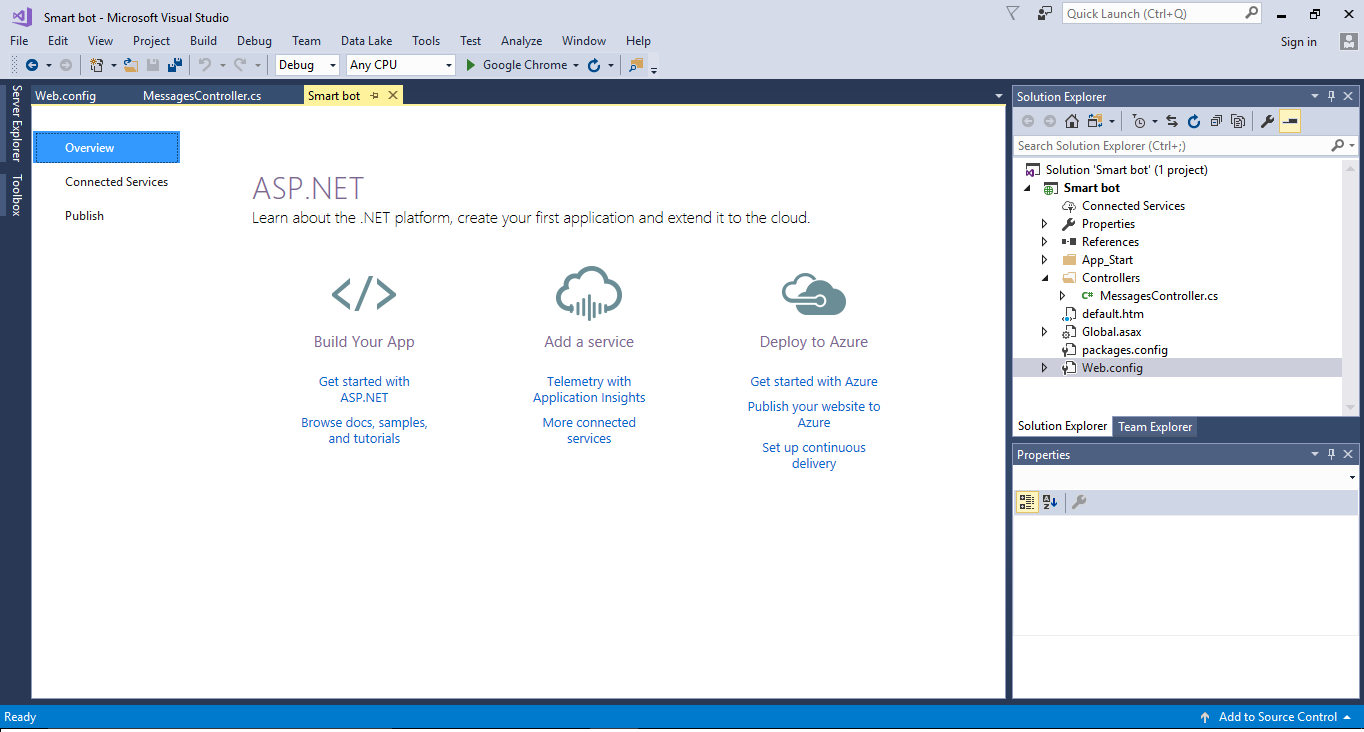 Smart bot - Microsoft Visual Studio
Quick Launch (Ctrl+Q)
File Edit View Project Build Debug Team Data Lake Tools Test Analyze Window Help
Sign in
Debug Any CPU Google Chrome
Server Explorer
Toolbox
Web.config MessagesController.cs Smart bot
Overview
Connected Services
Publish
ASP.NET
Learn about the .NET platform, create your first application and extend it to the cloud.
Build Your App
Get started with
ASP.NET
Browse docs, samples,
and tutorials
Add a service
Telemetry with
Application Insights
More connected
services
Deploy to Azure
Get started with Azure
Publish your website to
Azure
Set up continuous
delivery
Solution Explorer
Search Solution Explorer (Ctrl+;)
Solution 'Smart bot' (1 project)
Smart bot
Connected Services
Properties
References
App_Start
Controllers
C# MessagesController.cs
default.htm
Global.asax
packages.config
Web.config
Solution Explorer Team Explorer
Properties
Ready
Add to Source Control